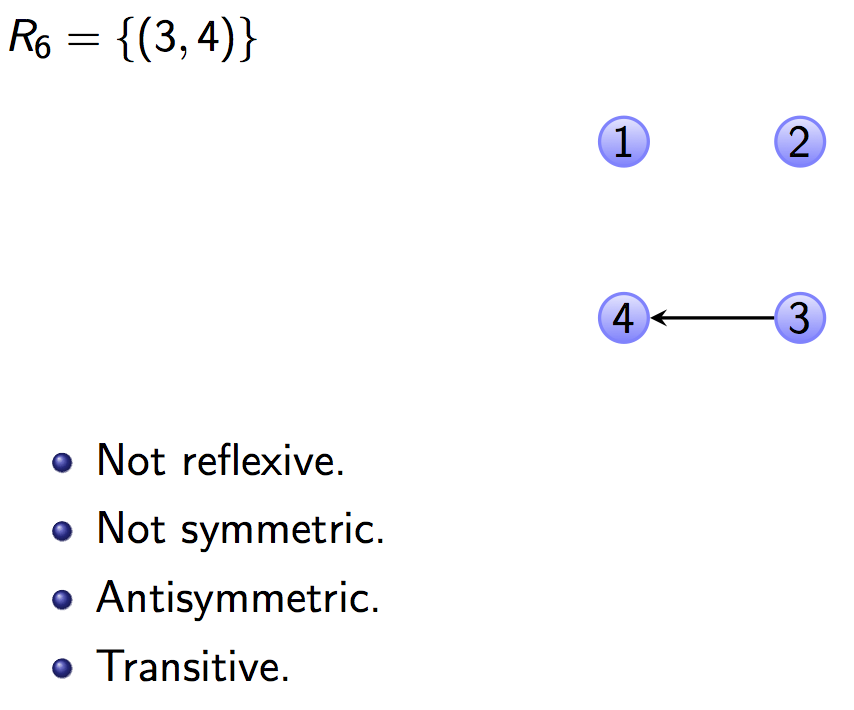 R₆ = {(3, 4)}
1 2
4 3
Not reflexive.
Not symmetric.
Antisymmetric.
Transitive.